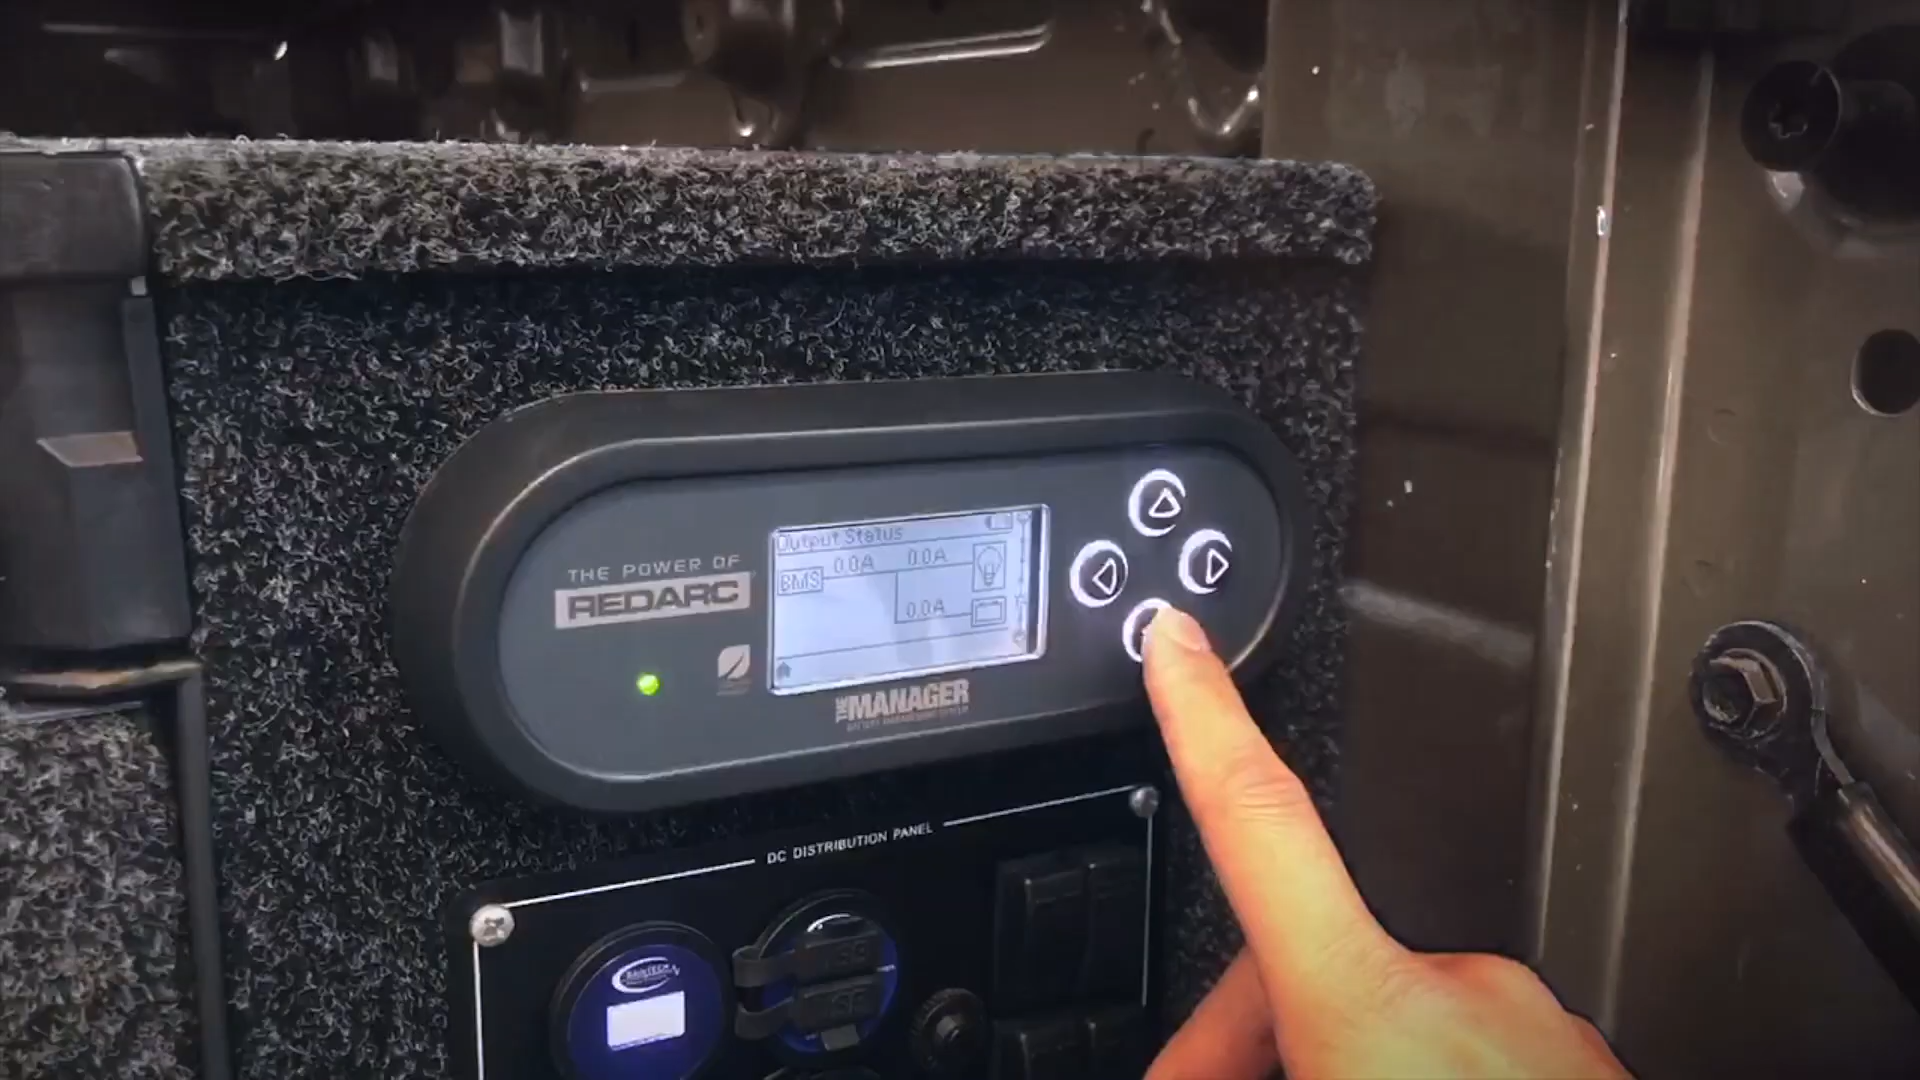 Output Status
0.0A 0.0A
BMS
0.0A
THE POWER OF
REDARC
THE MANAGER
BATTERY MANAGEMENT SYSTEM
DC DISTRIBUTION PANEL